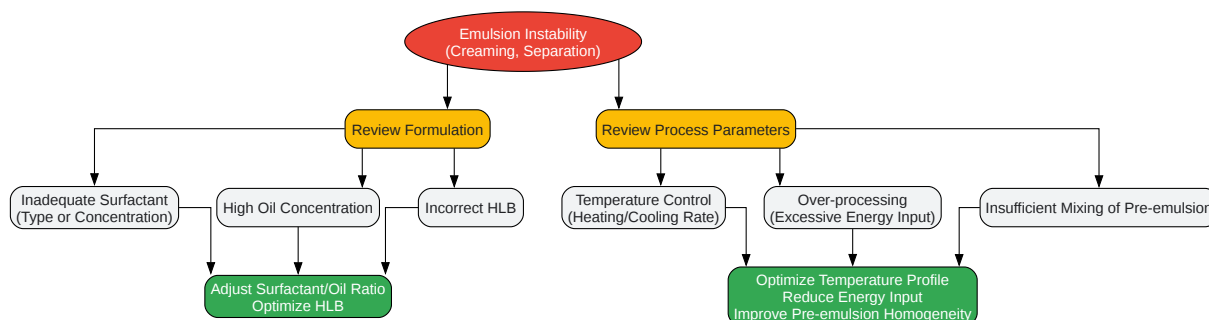 Emulsion Instability
(Creaming, Separation)
Review Formulation
Review Process Parameters
Inadequate Surfactant
(Type or Concentration)
High Oil Concentration
Incorrect HLB
Temperature Control
(Heating/Cooling Rate)
Over-processing
(Excessive Energy Input)
Insufficient Mixing of Pre-emulsion
Adjust Surfactant/Oil Ratio
Optimize HLB
Optimize Temperature Profile
Reduce Energy Input
Improve Pre-emulsion Homogeneity